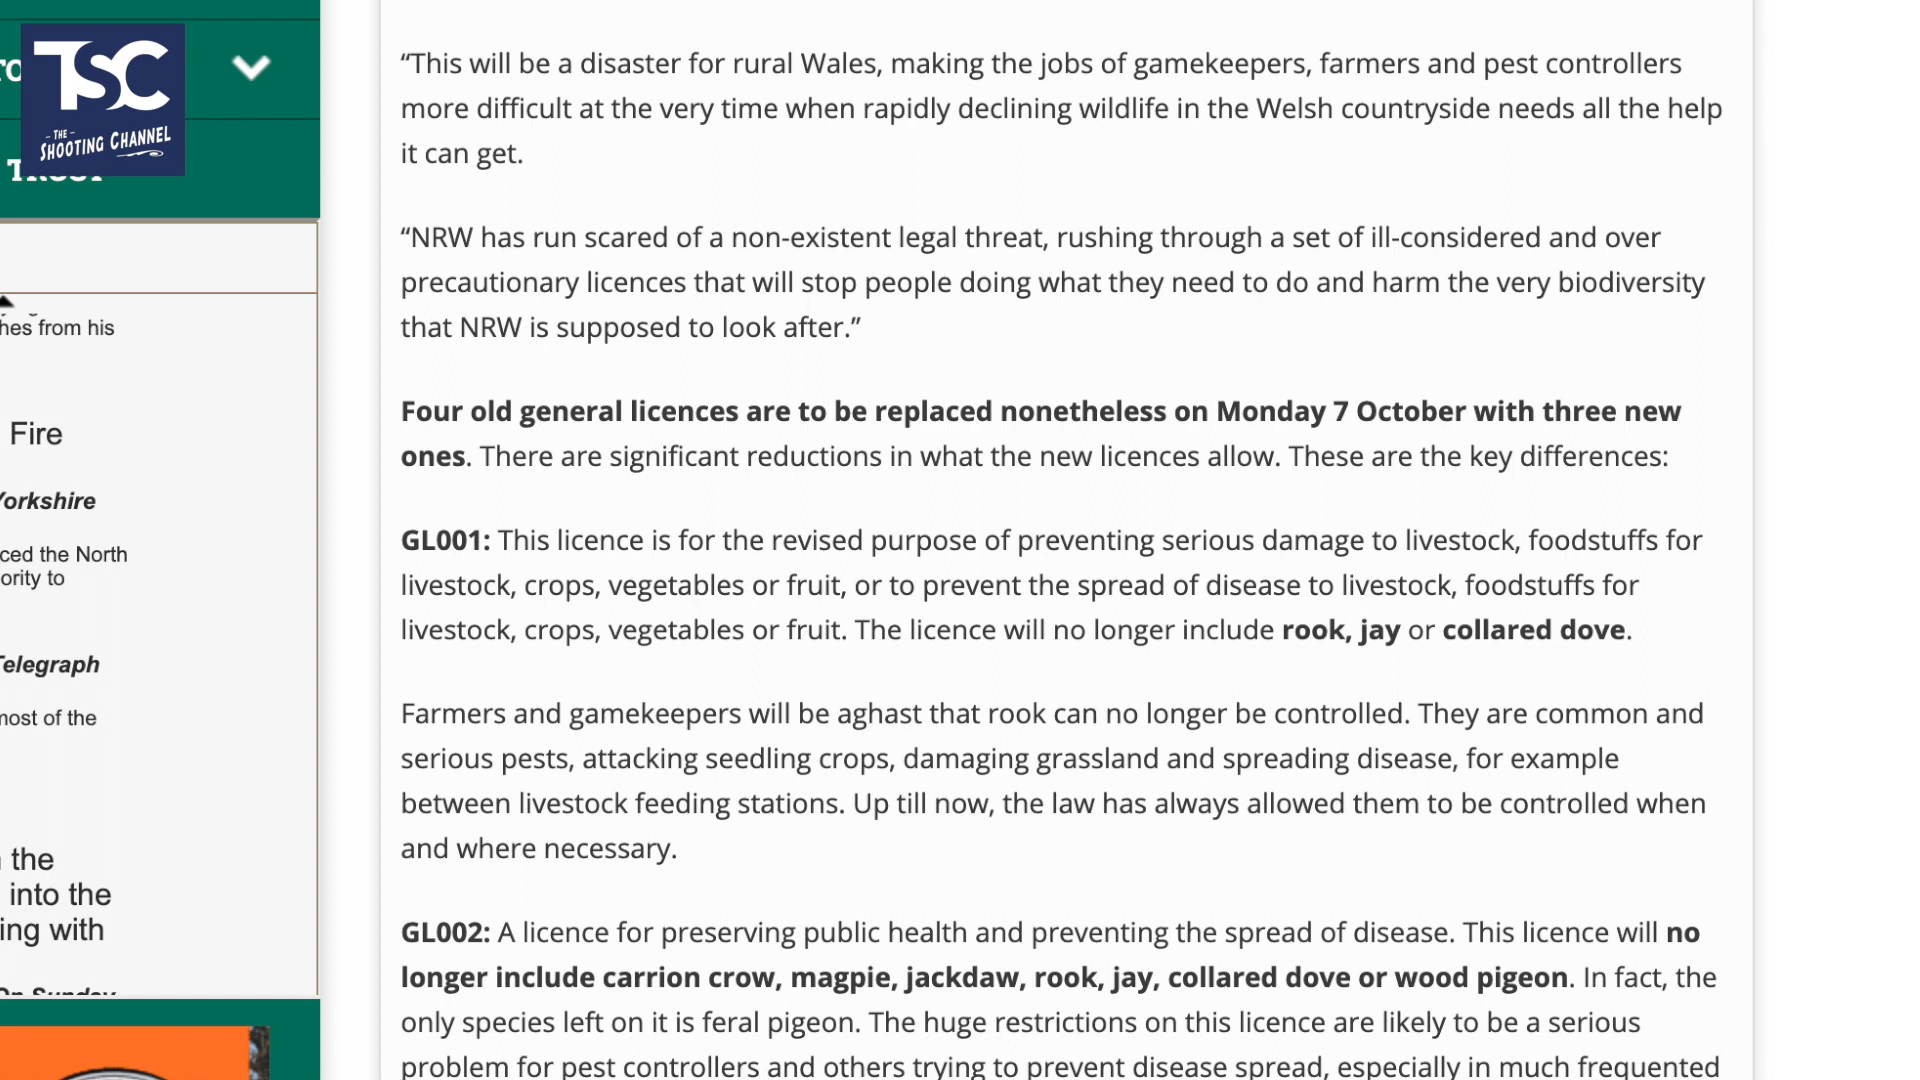 TSC
- THE -
SHOOTING CHANNEL
hes from his
Fire
Yorkshire
ced the North
ority to
Telegraph
most of the
the
into the
ing with
On Sunday
“This will be a disaster for rural Wales, making the jobs of gamekeepers, farmers and pest controllers
more difficult at the very time when rapidly declining wildlife in the Welsh countryside needs all the help
it can get.
“NRW has run scared of a non-existent legal threat, rushing through a set of ill-considered and over
precautionary licences that will stop people doing what they need to do and harm the very biodiversity
that NRW is supposed to look after.”
Four old general licences are to be replaced nonetheless on Monday 7 October with three new
ones. There are significant reductions in what the new licences allow. These are the key differences:
GL001: This licence is for the revised purpose of preventing serious damage to livestock, foodstuffs for
livestock, crops, vegetables or fruit, or to prevent the spread of disease to livestock, foodstuffs for
livestock, crops, vegetables or fruit. The licence will no longer include rook, jay or collared dove.
Farmers and gamekeepers will be aghast that rook can no longer be controlled. They are common and
serious pests, attacking seedling crops, damaging grassland and spreading disease, for example
between livestock feeding stations. Up till now, the law has always allowed them to be controlled when
and where necessary.
GL002: A licence for preserving public health and preventing the spread of disease. This licence will no
longer include carrion crow, magpie, jackdaw, rook, jay, collared dove or wood pigeon. In fact, the
only species left on it is feral pigeon. The huge restrictions on this licence are likely to be a serious
problem for pest controllers and others trying to prevent disease spread, especially in much frequented